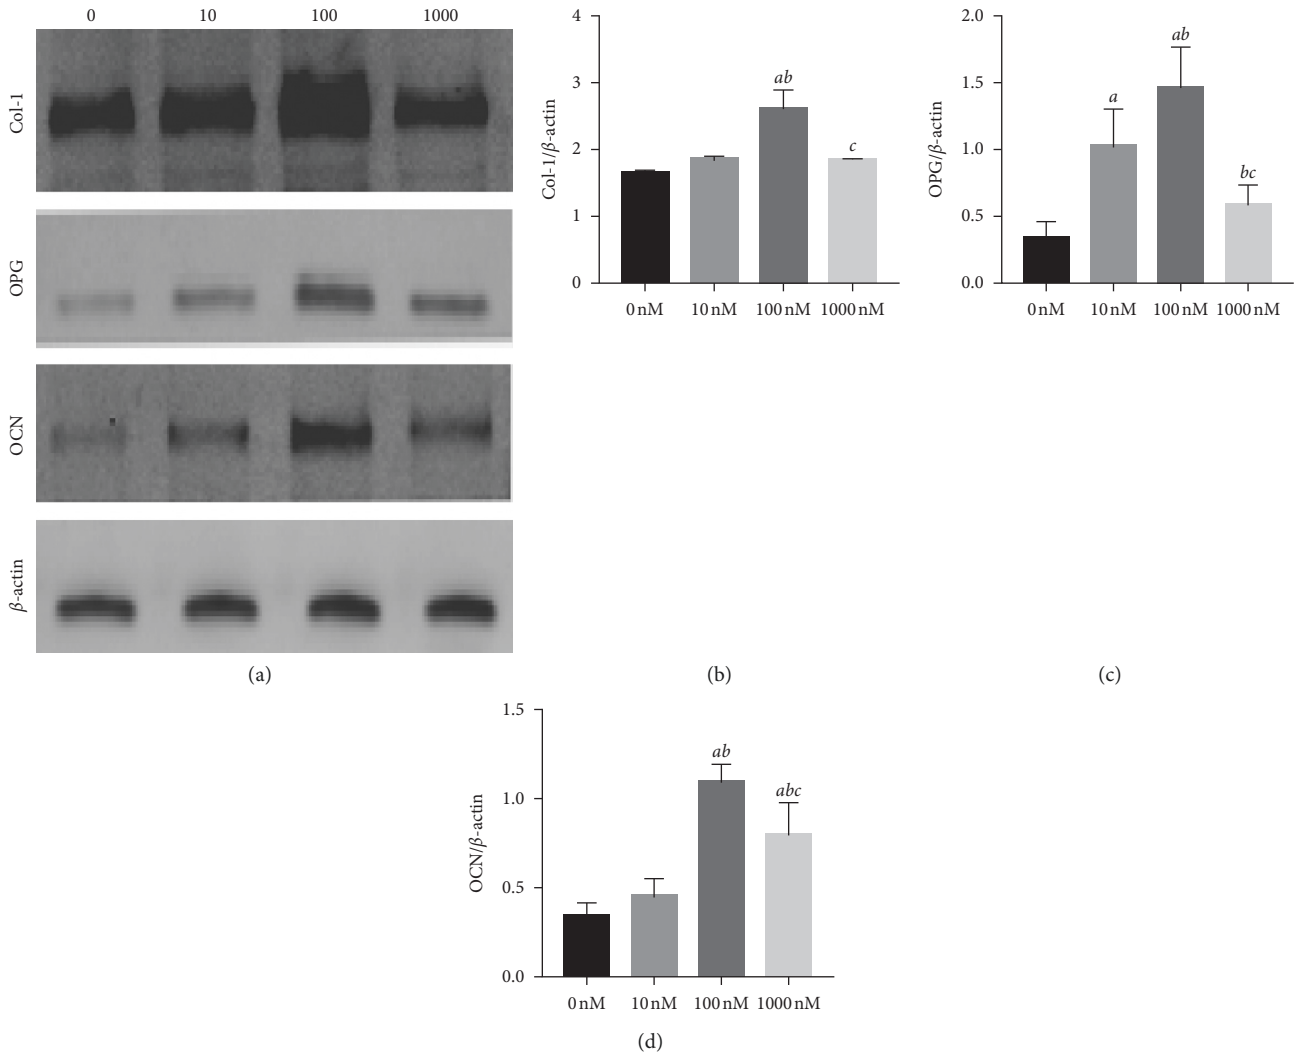 0 10 100 1000
Col-1
OPG
OCN
β-actin
(a)
4
3
2
1
0
Col-1/β-actin
ab
c
0 nM 10 nM 100 nM 1000 nM
(b)
2.0
1.5
1.0
0.5
0.0
OPG/β-actin
a
ab
bc
0 nM 10 nM 100 nM 1000 nM
(c)
1.5
1.0
0.5
0.0
OCN/β-actin
ab
abc
0 nM 10 nM 100 nM 1000 nM
(d)